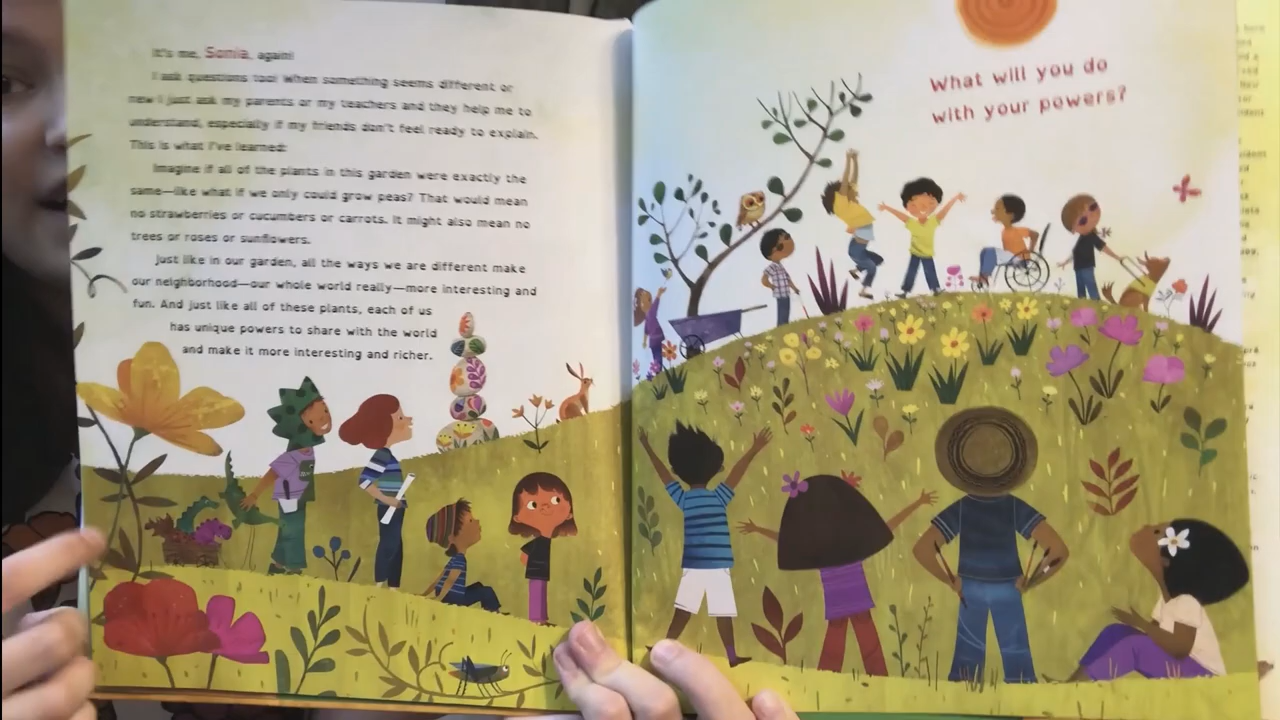 It's me, Sonia, again!
I ask questions too! When something seems different or
new I just ask my parents or my teachers and they help me to
understand, especially if my friends don't feel ready to explain.
This is what I've learned:
Imagine if all of the plants in this garden were exactly the
same—like what if we only could grow peas? That would mean
no strawberries or cucumbers or carrots. It might also mean no
trees or roses or sunflowers.
Just like in our garden, all the ways we are different make
our neighborhood—our whole world really—more interesting and
fun. And just like all of these plants, each of us
has unique powers to share with the world
and make it more interesting and richer.
What will you do
with your powers?